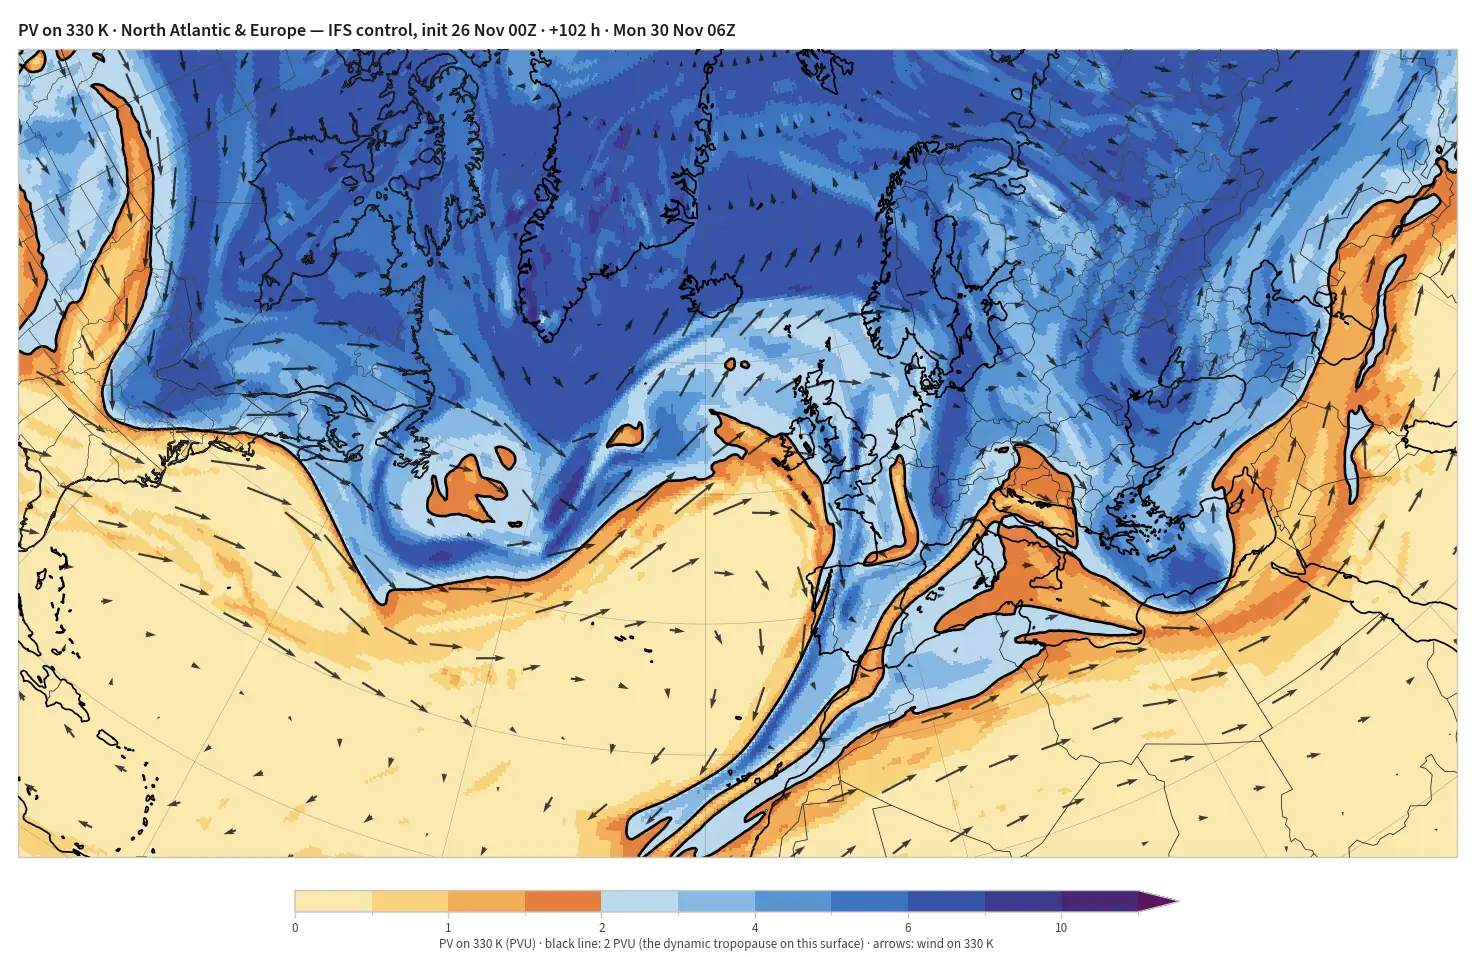 PV on 330 K · North Atlantic & Europe — IFS control, init 26 Nov 00Z · +102 h · Mon 30 Nov 06Z
0 1 2 4 6 10
PV on 330 K (PVU) · black line: 2 PVU (the dynamic tropopause on this surface) · arrows: wind on 330 K